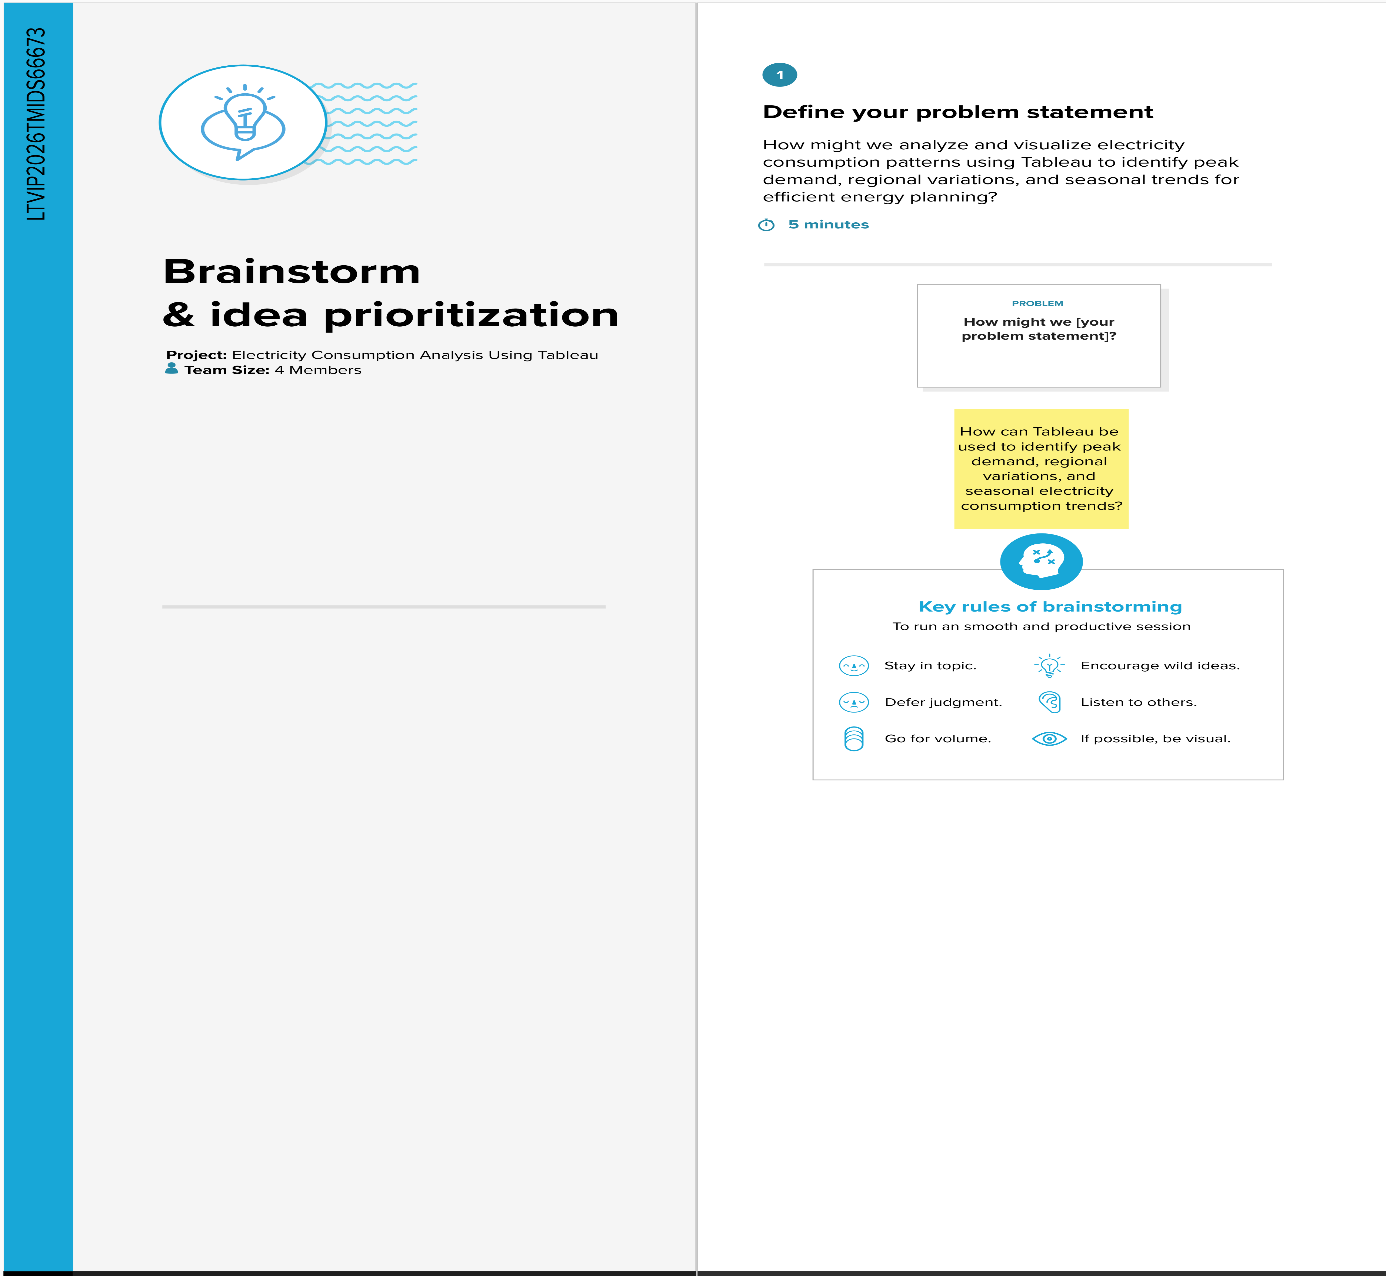 LTVIP2026TMIDS66673
Brainstorm
& idea prioritization
Project: Electricity Consumption Analysis Using Tableau
Team Size: 4 Members
1
Define your problem statement
How might we analyze and visualize electricity
consumption patterns using Tableau to identify peak
demand, regional variations, and seasonal trends for
efficient energy planning?
5 minutes
PROBLEM
How might we [your
problem statement]?
How can Tableau be
used to identify peak
demand, regional
variations, and
seasonal electricity
consumption trends?
Key rules of brainstorming
To run an smooth and productive session
Stay in topic.
Encourage wild ideas.
Defer judgment.
Listen to others.
Go for volume.
If possible, be visual.